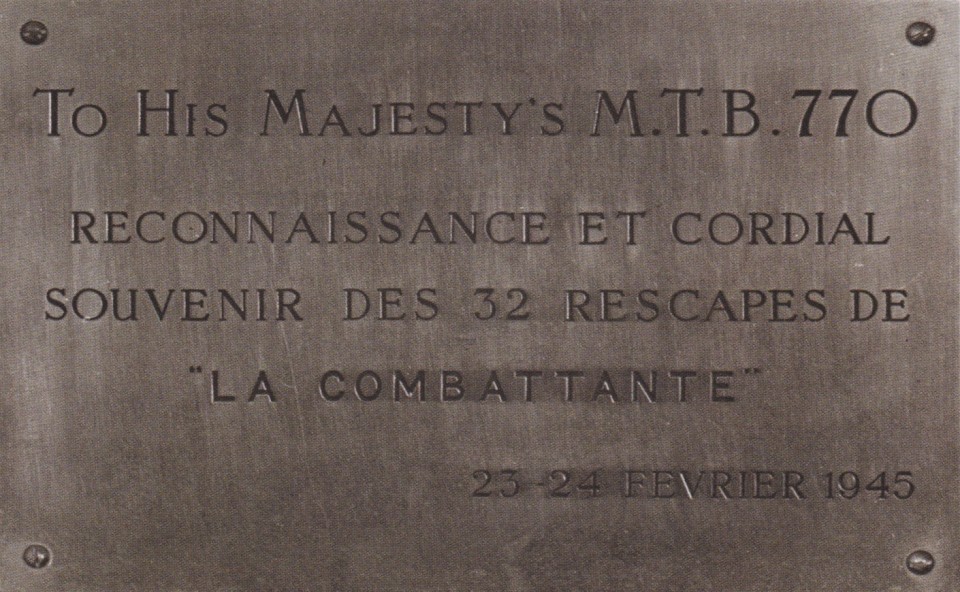 To His Majesty's M.T.B. 770
RECONNAISSANCE ET CORDIAL
SOUVENIR DES 32 RESCAPES DE
"LA COMBATTANTE"
23-24 FEVRIER 1945